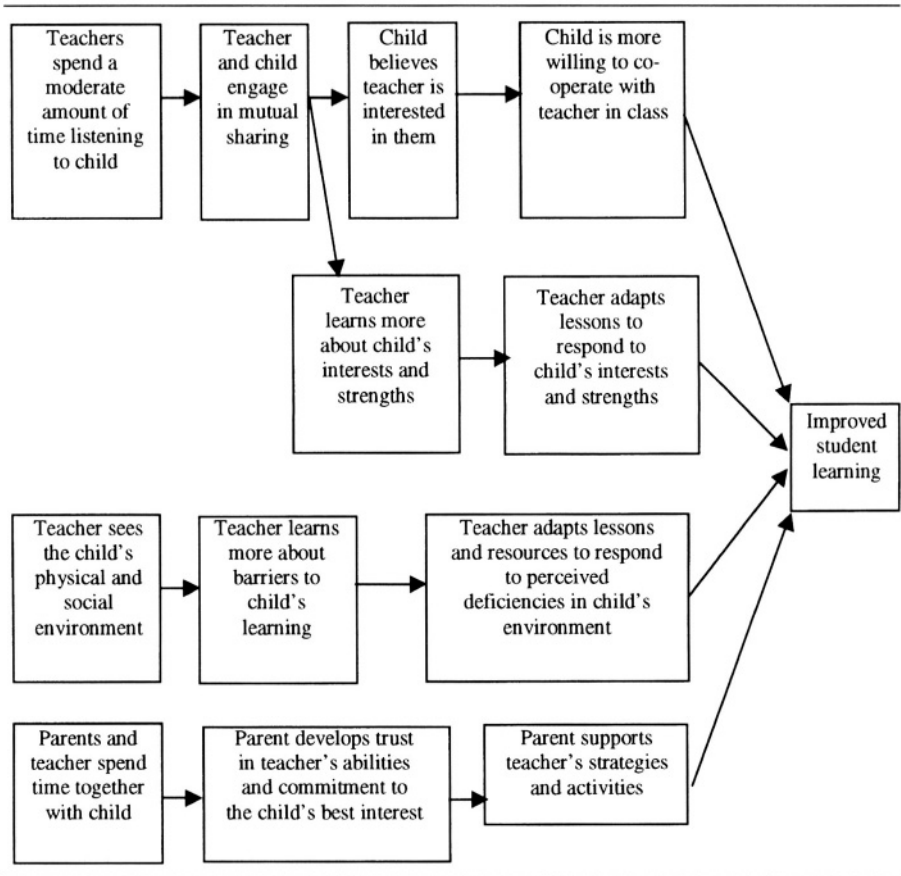 Teachers
spend a
moderate
amount of
time listening
to child
Teacher
and child
engage
in mutual
sharing
Child
believes
teacher is
interested
in them
Child is more
willing to co-
operate with
teacher in class
Teacher
learns more
about child's
interests and
strengths
Teacher adapts
lessons to
respond to
child's interests
and strengths
Improved
student
learning
Teacher sees
the child's
physical and
social
environment
Teacher learns
more about
barriers to
child's
learning
Teacher adapts lessons
and resources to respond
to perceived
deficiencies in child's
environment
Parents and
teacher spend
time together
with child
Parent develops trust
in teacher's abilities
and commitment to
the child's best interest
Parent supports
teacher's strategies
and activities